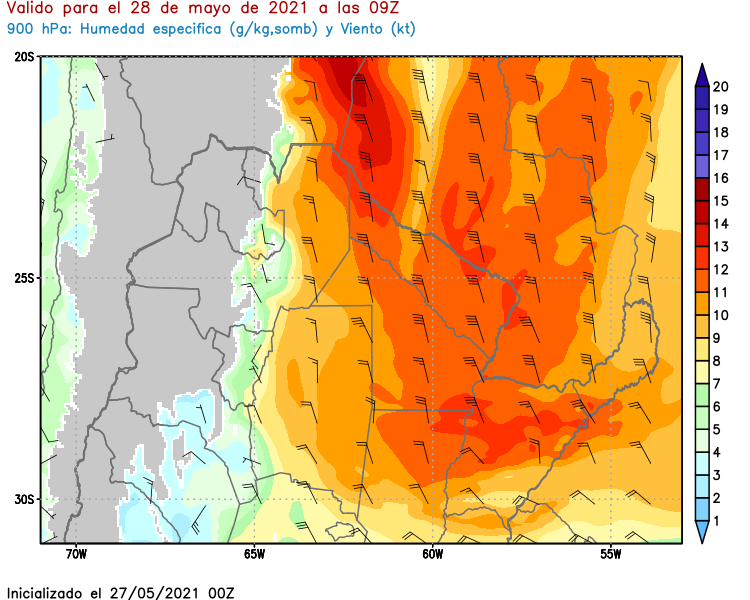 Valido para el 28 de mayo de 2021 a las 09Z
900 hPa: Humedad especifica (g/kg,somb) y Viento (kt)
20S
25S
30S
70W
65W
60W
55W
20
19
18
17
16
15
14
13
12
11
10
9
8
7
6
5
4
3
2
1
Inicializado el 27/05/2021 00Z